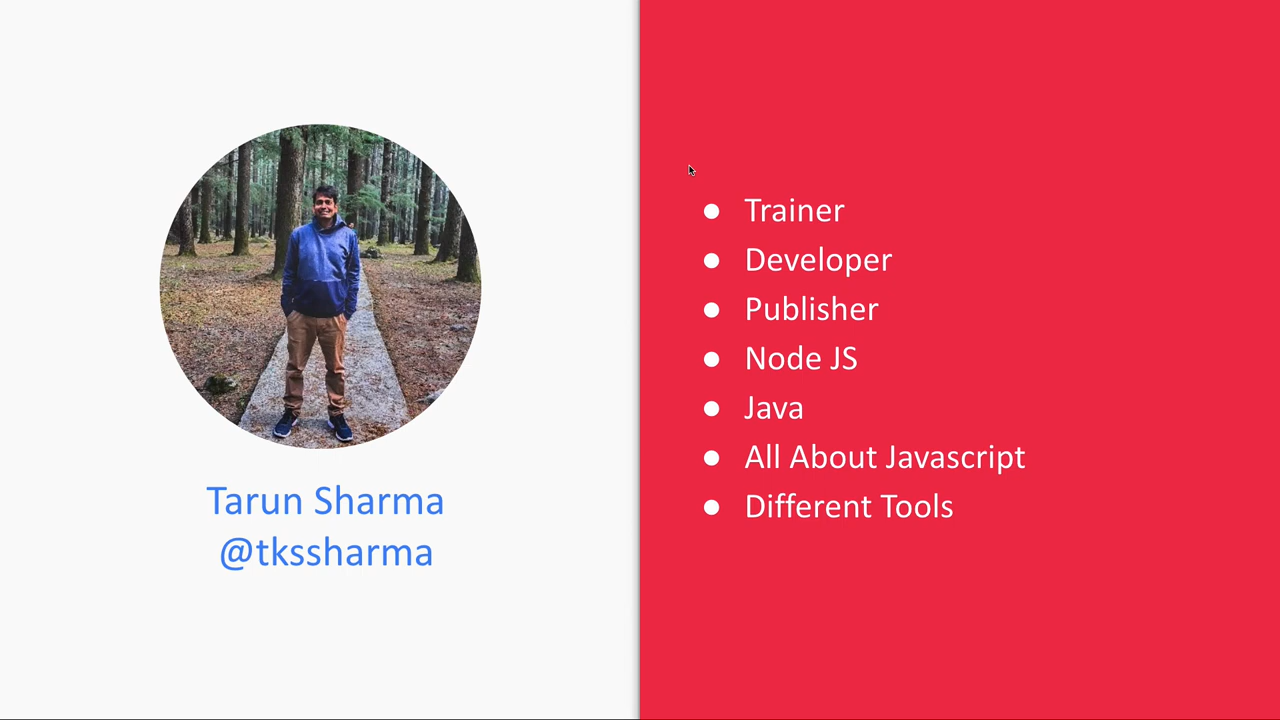 Tarun Sharma
@tkssharma
● Trainer
● Developer
● Publisher
● Node JS
● Java
● All About Javascript
● Different Tools